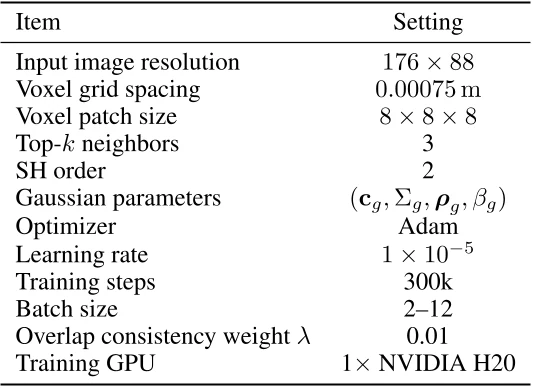 Item Setting
Input image resolution 176 × 88
Voxel grid spacing 0.00075 m
Voxel patch size 8 × 8 × 8
Top-k neighbors 3
SH order 2
Gaussian parameters (c_g, Σ_g, ρ_g, β_g)
Optimizer Adam
Learning rate 1 × 10⁻⁵
Training steps 300k
Batch size 2–12
Overlap consistency weight λ 0.01
Training GPU 1× NVIDIA H20